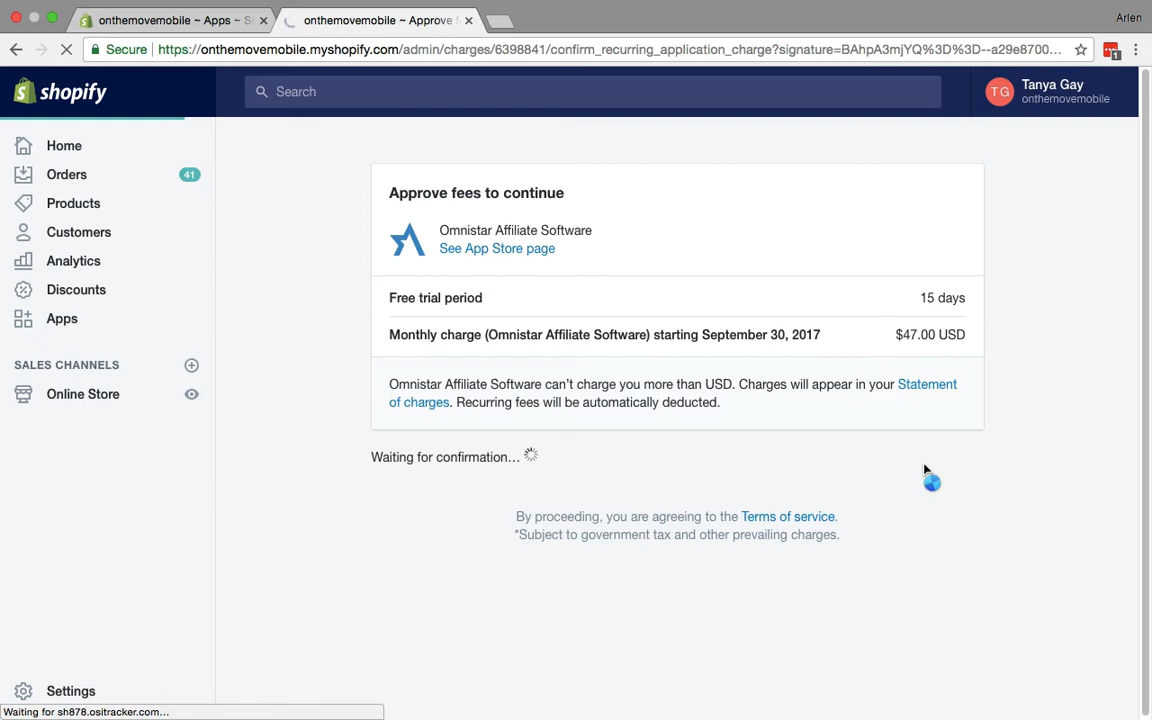 onthemovemobile ~ Apps ~ S
onthemovemobile ~ Approve f
Arlen
Secure https://onthemovemobile.myshopify.com/admin/charges/6398841/confirm_recurring_application_charge?signature=BAhpA3mjYQ%3D%3D--a29e8700...
1
shopify
Search
TG
Tanya Gay
onthemovemobile
Home
Orders 41
Products
Customers
Analytics
Discounts
Apps
SALES CHANNELS
Online Store
Settings
Approve fees to continue
Omnistar Affiliate Software
See App Store page
Free trial period 15 days
Monthly charge (Omnistar Affiliate Software) starting September 30, 2017 $47.00 USD
Omnistar Affiliate Software can't charge you more than USD. Charges will appear in your Statement
of charges. Recurring fees will be automatically deducted.
Waiting for confirmation...
By proceeding, you are agreeing to the Terms of service.
*Subject to government tax and other prevailing charges.
Waiting for sh878.ositracker.com...